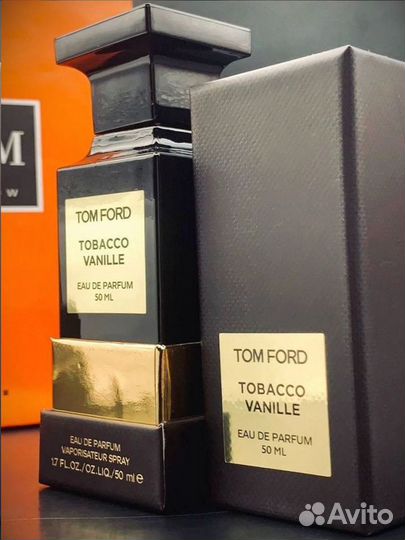 M
W
TOM FORD
TOBACCO
VANILLE
EAU DE PARFUM
50 ML
EAU DE PARFUM
VAPORISATEUR SPRAY
1.7 FL.OZ./OZ.LIQ./50 ml e
TOM FORD
TOBACCO
VANILLE
EAU DE PARFUM
50 ML
Avito